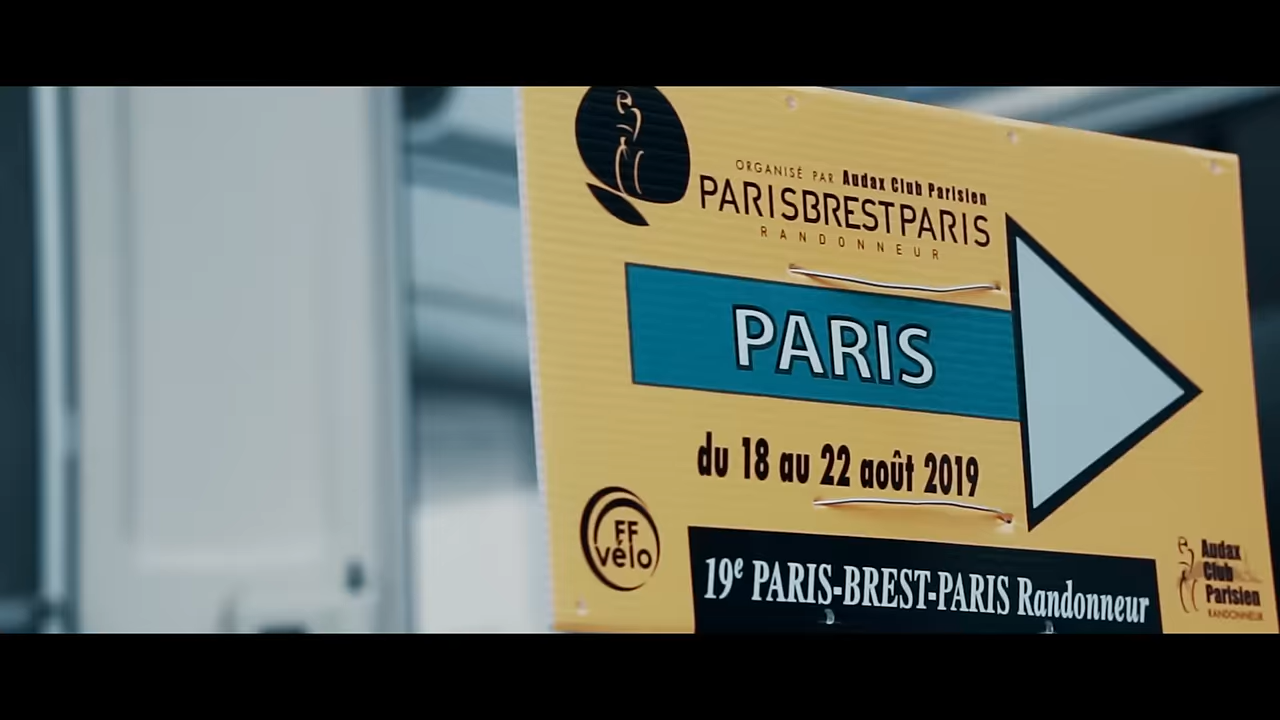 ORGANISÉ PAR Audax Club Parisien
PARISBRESTPARIS
RANDONNEUR
PARIS
du 18 au 22 août 2019
FF
vélo
19e PARIS-BREST-PARIS Randonneur
Audax
Club
Parisien
RANDONNEUR